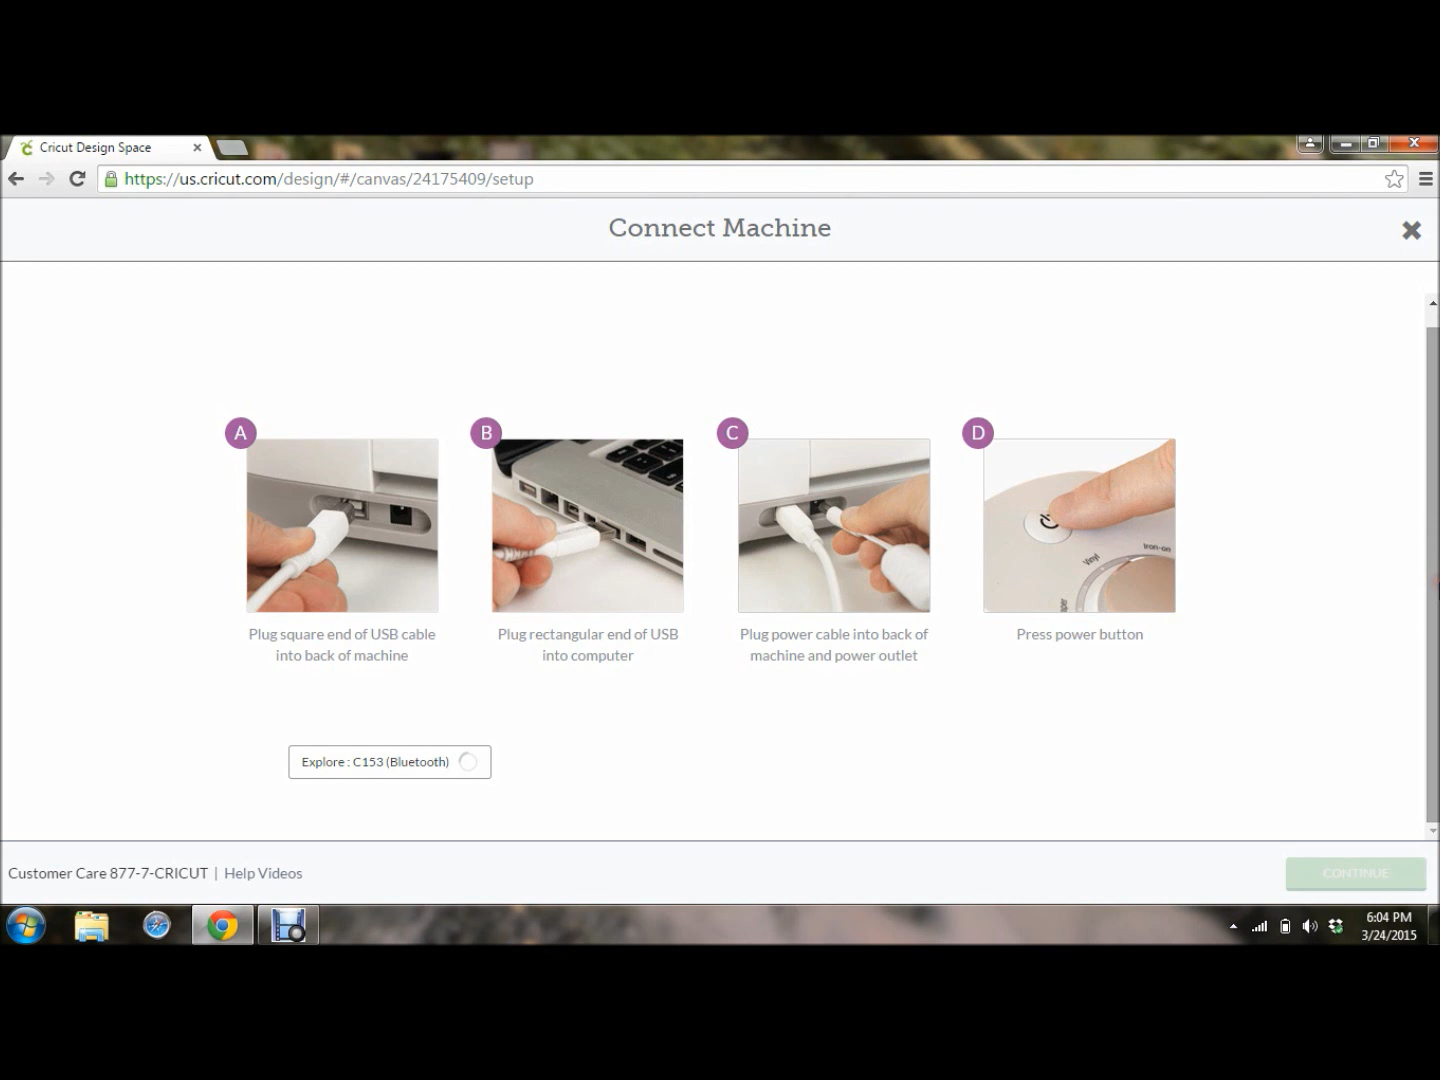 Cricut Design Space
https://us.cricut.com/design/#/canvas/24175409/setup
Connect Machine
A
B
C
D
Vinyl
Iron-on
Plug square end of USB cable
into back of machine
Plug rectangular end of USB
into computer
Plug power cable into back of
machine and power outlet
Press power button
Explore : C153 (Bluetooth)
Customer Care 877-7-CRICUT | Help Videos
CONTINUE
6:04 PM
3/24/2015